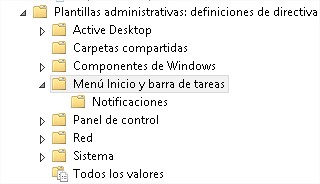 Plantillas administrativas: definiciones de directiva
Active Desktop
Carpetas compartidas
Componentes de Windows
Menú Inicio y barra de tareas
Notificaciones
Panel de control
Red
Sistema
Todos los valores